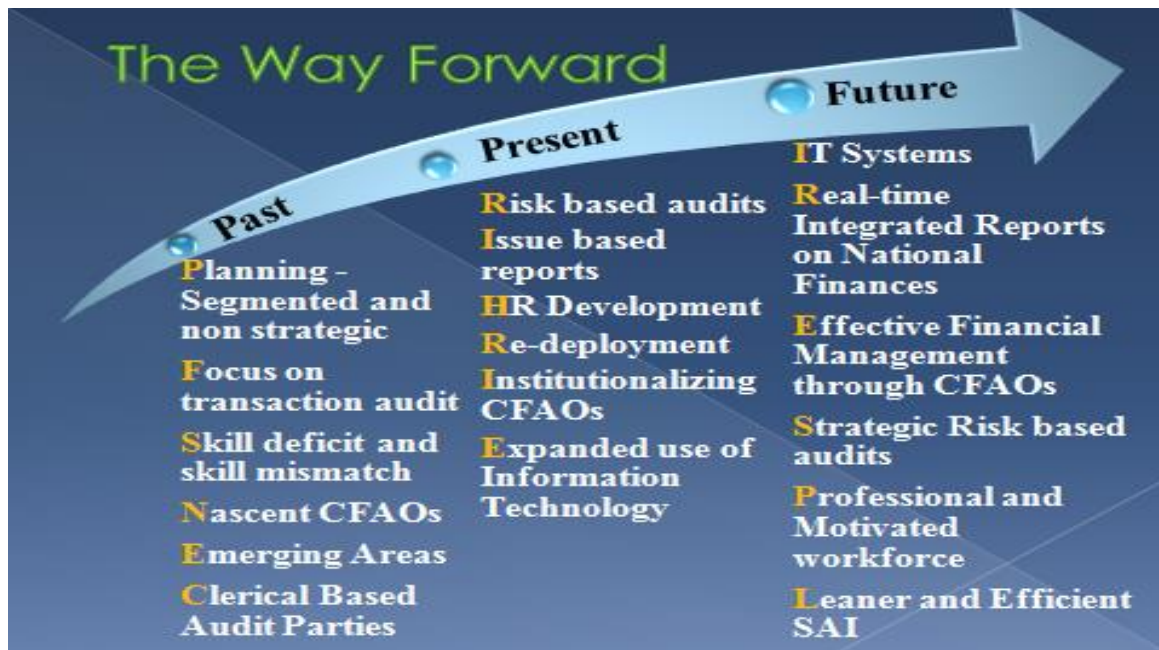 The Way Forward
Past
Planning -
Segmented and
non strategic
Focus on
transaction audit
Skill deficit and
skill mismatch
Nascent CFAOs
Emerging Areas
Clerical Based
Audit Parties
Present
Risk based audits
Issue based
reports
HR Development
Re-deployment
Institutionalizing
CFAOs
Expanded use of
Information
Technology
Future
IT Systems
Real-time
Integrated Reports
on National
Finances
Effective Financial
Management
through CFAOs
Strategic Risk based
audits
Professional and
Motivated
workforce
Leaner and Efficient
SAI